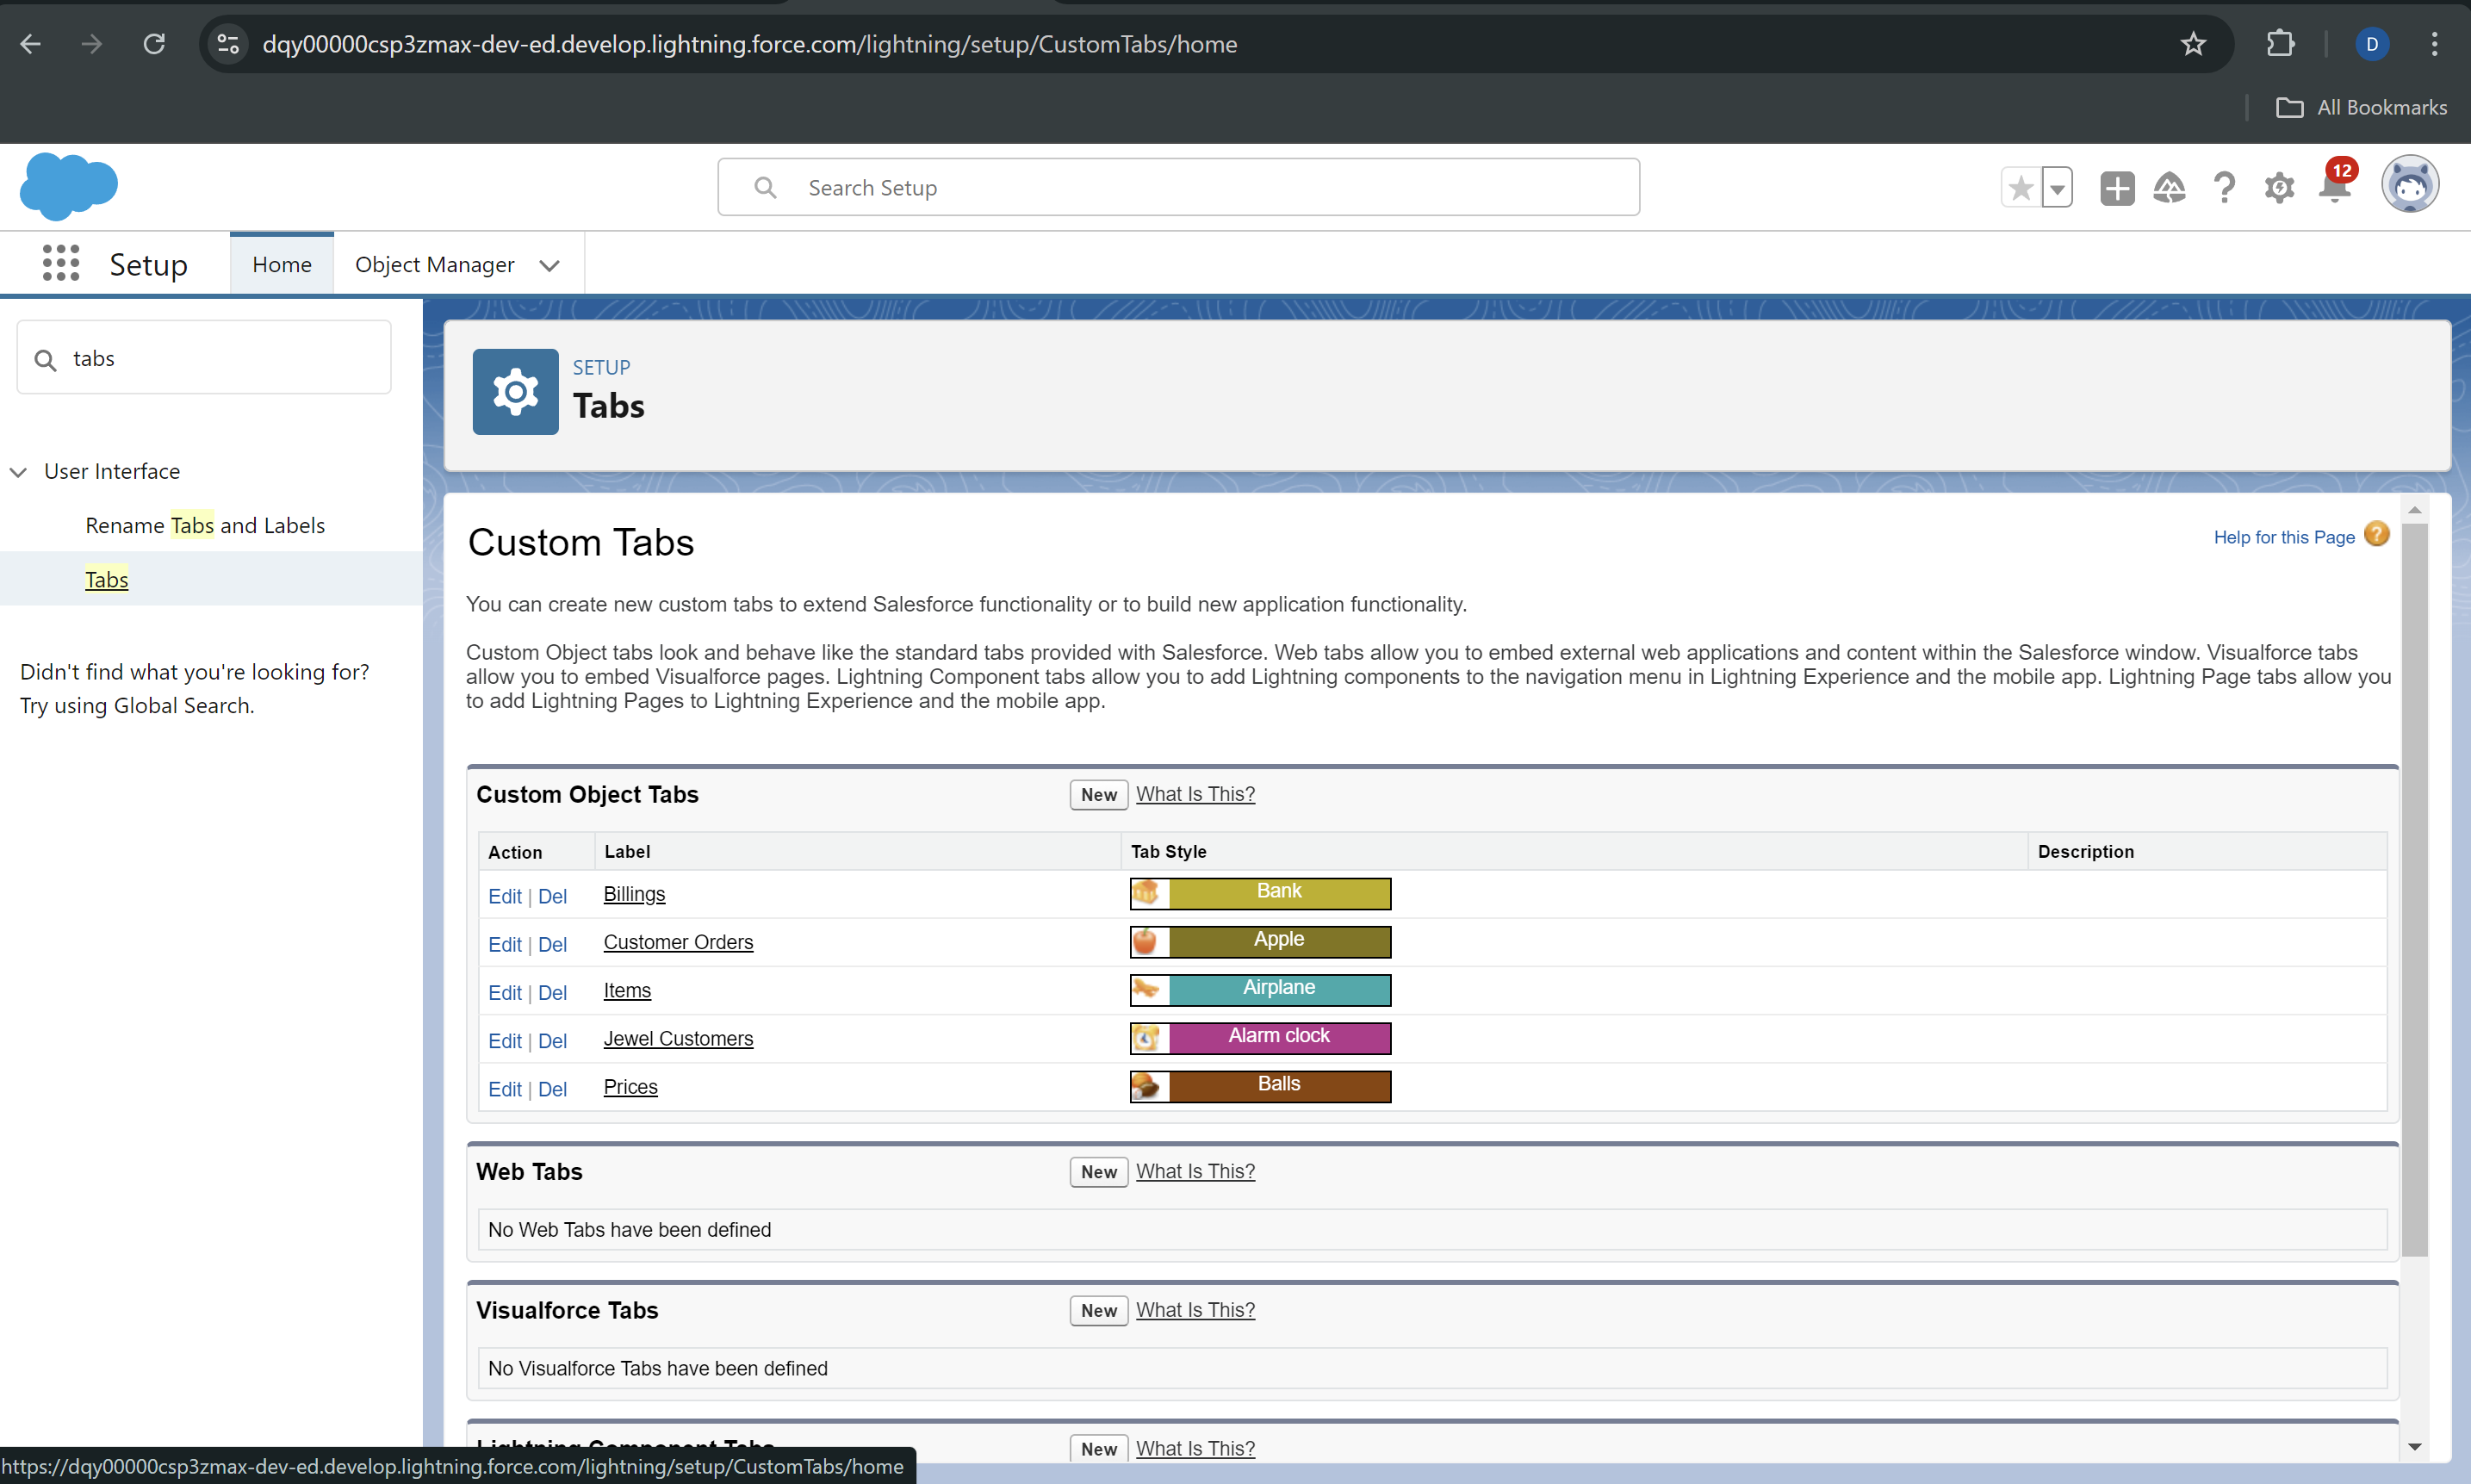 dqy00000csp3zmax-dev-ed.develop.lightning.force.com/lightning/setup/CustomTabs/home
D
All Bookmarks
Search Setup
12
Setup
Home
Object Manager
tabs
User Interface
Rename Tabs and Labels
Tabs
Didn't find what you're looking for?
Try using Global Search.
SETUP
Tabs
Custom Tabs
Help for this Page
You can create new custom tabs to extend Salesforce functionality or to build new application functionality.
Custom Object tabs look and behave like the standard tabs provided with Salesforce. Web tabs allow you to embed external web applications and content within the Salesforce window. Visualforce tabs
allow you to embed Visualforce pages. Lightning Component tabs allow you to add Lightning components to the navigation menu in Lightning Experience and the mobile app. Lightning Page tabs allow you
to add Lightning Pages to Lightning Experience and the mobile app.
Custom Object Tabs New What Is This?
Action Label Tab Style Description
Edit | Del Billings Bank
Edit | Del Customer Orders Apple
Edit | Del Items Airplane
Edit | Del Jewel Customers Alarm clock
Edit | Del Prices Balls
Web Tabs New What Is This?
No Web Tabs have been defined
Visualforce Tabs New What Is This?
No Visualforce Tabs have been defined
Lightning Component Tabs New What Is This?
https://dqy00000csp3zmax-dev-ed.develop.lightning.force.com/lightning/setup/CustomTabs/home